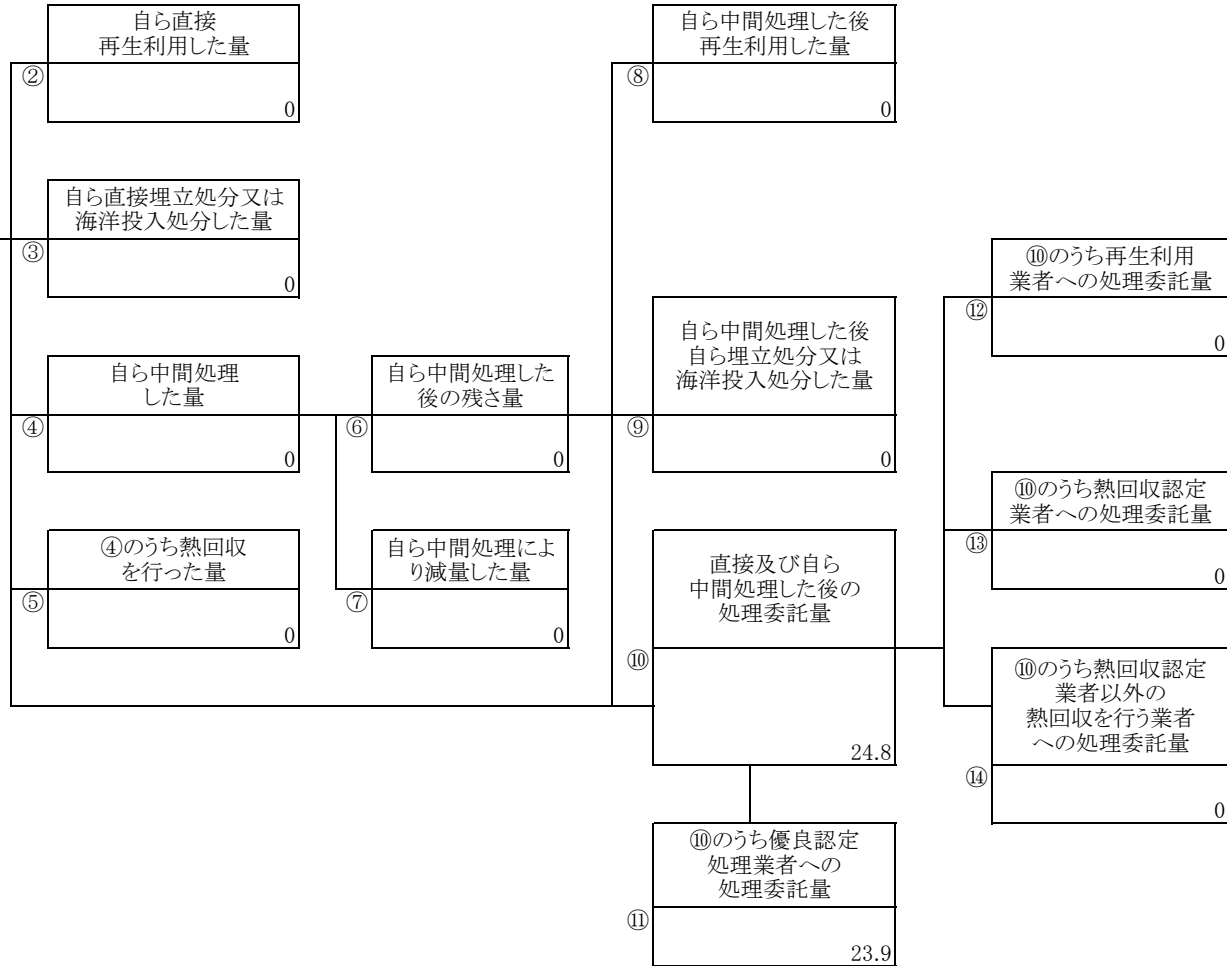 自ら直接
再生利用した量
②
0
自ら直接埋立処分又は
海洋投入処分した量
③
0
自ら中間処理
した量
④
0
④のうち熱回収
を行った量
⑤
0
自ら中間処理した
後の残さ量
⑥
0
自ら中間処理によ
り減量した量
⑦
0
自ら中間処理した後
再生利用した量
⑧
0
自ら中間処理した後
自ら埋立処分又は
海洋投入処分した量
⑨
0
直接及び自ら
中間処理した後の
処理委託量
⑩
24.8
⑩のうち優良認定
処理業者への
処理委託量
⑪
23.9
⑩のうち再生利用
業者への処理委託量
⑫
0
⑩のうち熱回収認定
業者への処理委託量
⑬
0
⑩のうち熱回収認定
業者以外の
熱回収を行う業者
への処理委託量
⑭
0